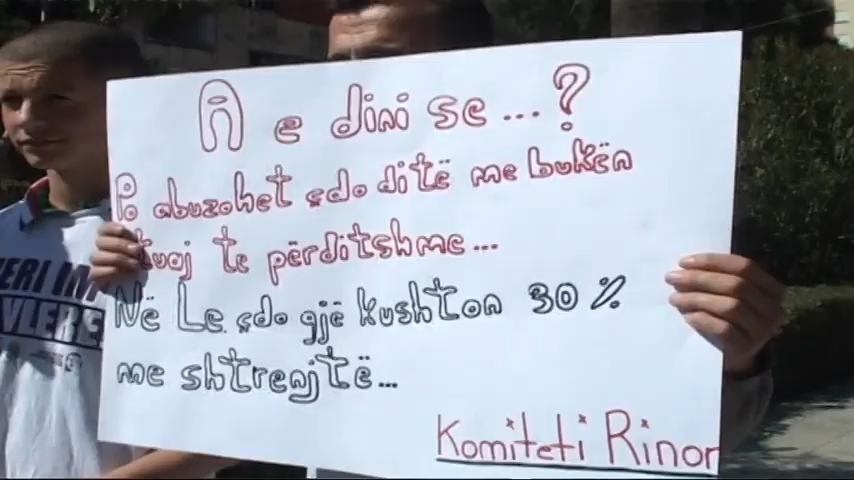 A e dini se...?
Po abuzohet çdo ditë me bukën
tuaj te përditshme...
Në Le. çdo gjë kushton 30%
me shtrenjtë...
Komiteti Rinor
VLERE